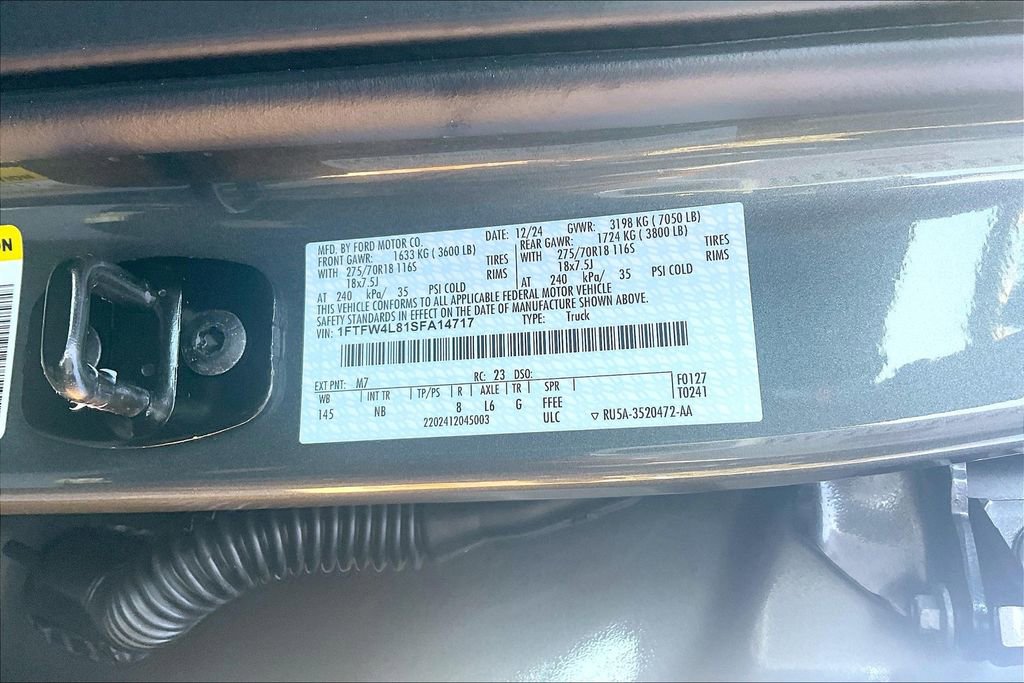 ON
MFD. BY FORD MOTOR CO. DATE: 12/24 GVWR: 3198 KG ( 7050 LB)
FRONT GAWR: 1633 KG ( 3600 LB) REAR GAWR: 1724 KG ( 3800 LB)
WITH 275/70R18 116S TIRES WITH 275/70R18 116S TIRES
18x7.5J RIMS 18x7.5J RIMS
AT 240 kPa/ 35 PSI COLD AT 240 kPa/ 35 PSI COLD
THIS VEHICLE CONFORMS TO ALL APPLICABLE FEDERAL MOTOR VEHICLE
SAFETY STANDARDS IN EFFECT ON THE DATE OF MANUFACTURE SHOWN ABOVE.
VIN: 1FTFW4L81SFA14717 TYPE: Truck
EXT PNT: M7 RC: 23 DSO: F0127
WB INT TR TP/PS R AXLE TR SPR T0241
145 NB 8 L6 G FFEE
2202412045003 ULC ▽ RU5A-3520472-AA